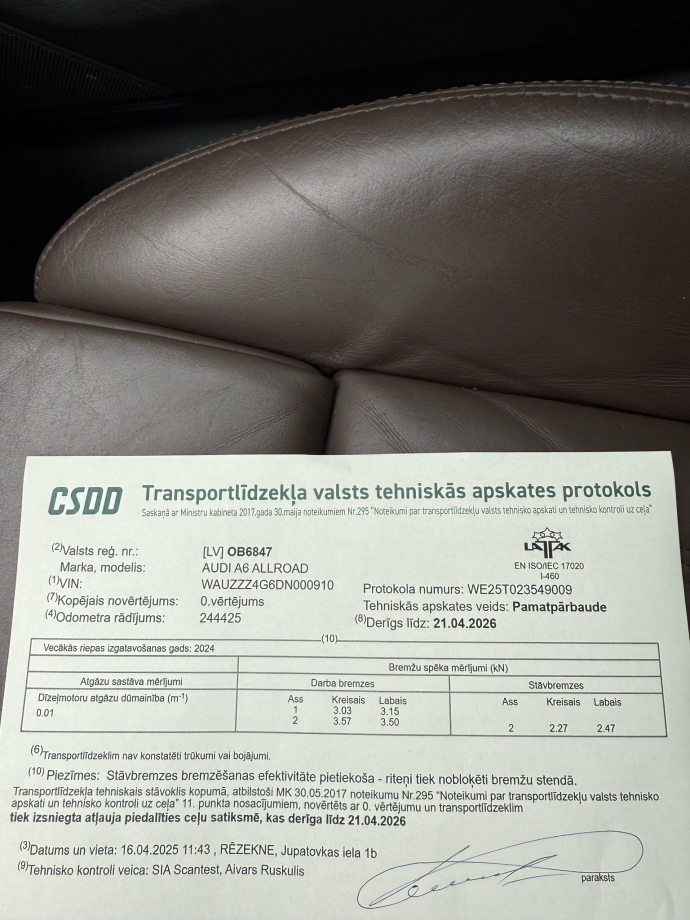 CSDD Transportlīdzekļa valsts tehniskās apskates protokols
Saskaņā ar Ministru kabineta 2017.gada 30.maija noteikumiem Nr.295 "Noteikumi par transportlīdzekļu valsts tehnisko apskati un tehnisko kontroli uz ceļa"
(2)Valsts reģ. nr.: [LV] OB6847
Marka, modelis: AUDI A6 ALLROAD
(1)VIN: WAUZZZ4G6DN000910
(7)Kopējais novērtējums: 0.vērtējums
(4)Odometra rādījums: 244425
LATAK
EN ISO/IEC 17020
I-460
Protokola numurs: WE25T023549009
Tehniskās apskates veids: Pamatpārbaude
(8)Derīgs līdz: 21.04.2026
(10)
Vecākās riepas izgatavošanas gads: 2024
Bremžu spēka mērījumi (kN)
Atgāzu sastāva mērījumi Darba bremzes Stāvbremzes
Dīzeļmotoru atgāzu dūmainība (m-1) Ass Kreisais Labais Ass Kreisais Labais
0.01 1 3.03 3.15
2 3.57 3.50 2 2.27 2.47
(6)Transportlīdzeklim nav konstatēti trūkumi vai bojājumi.
(10) Piezīmes: Stāvbremzes bremzēšanas efektivitāte pietiekoša - riteņi tiek nobloķēti bremžu stendā.
Transportlīdzekļa tehniskais stāvoklis kopumā, atbilstoši MK 30.05.2017 noteikumu Nr.295 "Noteikumi par transportlīdzekļu valsts tehnisko
apskati un tehnisko kontroli uz ceļa" 11. punkta nosacījumiem, novērtēts ar 0. vērtējumu un transportlīdzeklim
tiek izsniegta atļauja piedalīties ceļu satiksmē, kas derīga līdz 21.04.2026
(3)Datums un vieta: 16.04.2025 11:43 , RĒZEKNE, Jupatovkas iela 1b
(9)Tehnisko kontroli veica: SIA Scantest, Aivars Ruskulis
paraksts